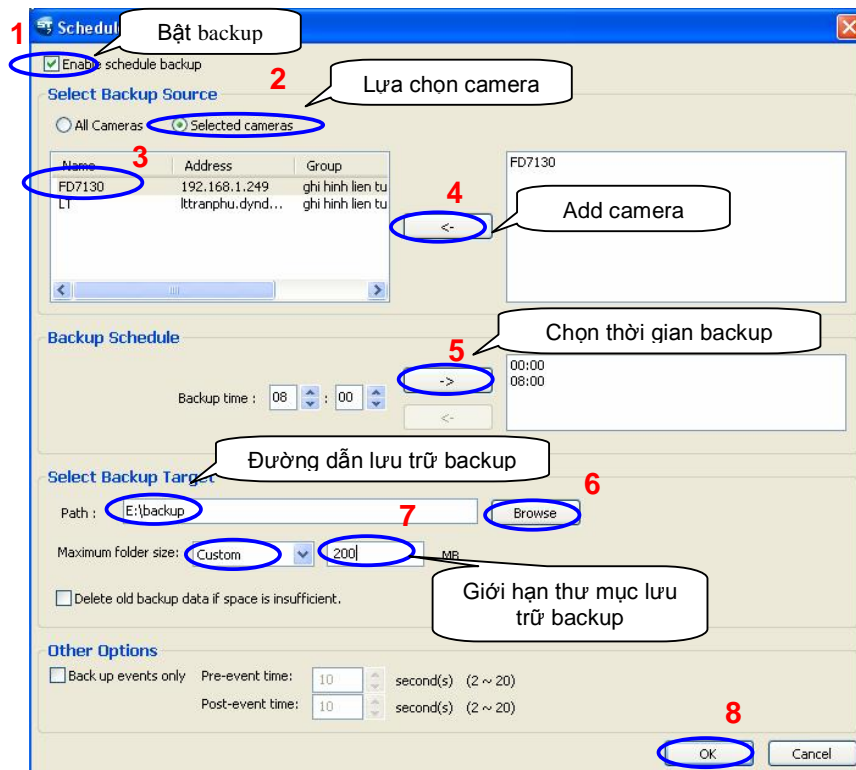 1
Schedul
Bật backup
Enable schedule backup
2
Lựa chọn camera
Select Backup Source
All Cameras
Selected cameras
3
Name Address Group
FD7130 192.168.1.249 ghi hinh lien tu
LT lttranphu.dynd... ghi hinh lien tu
4
<-
Add camera
FD7130
Backup Schedule
5
Chọn thời gian backup
Backup time : 08 : 00
->
<-
00:00
08:00
Select Backup Target
Đường dẫn lưu trữ backup
6
Path : E:\backup
Browse
7
Maximum folder size: Custom 200 MB
Giới hạn thư mục lưu
trữ backup
Delete old backup data if space is insufficient.
Other Options
Back up events only
Pre-event time: 10 second(s) (2 ~ 20)
Post-event time: 10 second(s) (2 ~ 20)
8
OK
Cancel